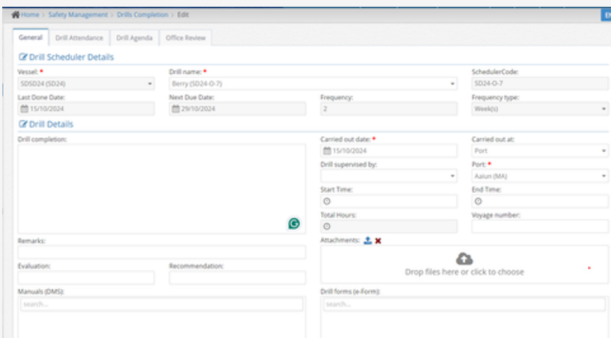 Home > Safety Management > Drills Completion > Edit
General Drill Attendance Drill Agenda Office Review
Drill Scheduler Details
Vessel: * Drill name: * SchedulerCode:
SDSD24 (SD24) Berry (SD24-O-7) SD24-O-7
Last Done Date: Next Due Date: Frequency: Frequency type:
15/10/2024 29/10/2024 2 Week(s)
Drill Details
Drill completion: Carried out date: * Carried out at:
15/10/2024 Port
Drill supervised by: Port: *
Aaiun (MA)
Start Time: End Time:
Total Hours: Voyage number:
Remarks: Attachments:
Drop files here or click to choose *
Evaluation: Recommendation:
Manuals (DMS): Drill forms (e-Form):
search... search...